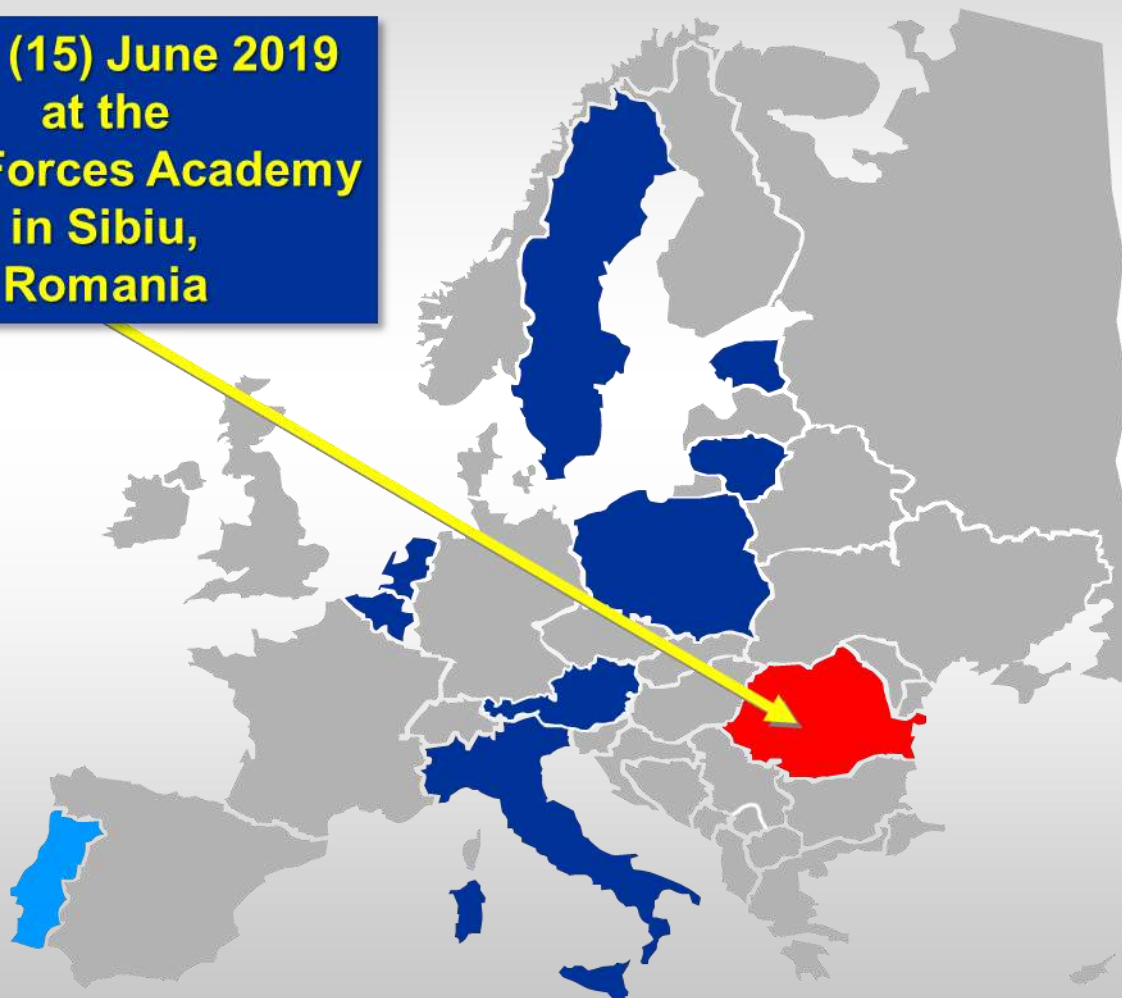 (15) June 2019
at the
Forces Academy
in Sibiu,
Romania